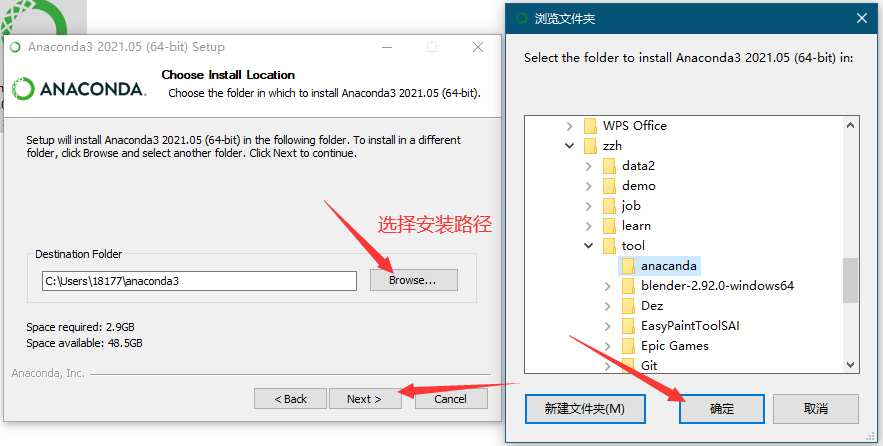 Anaconda3 2021.05 (64-bit) Setup
ANACONDA.
Choose Install Location
Choose the folder in which to install Anaconda3 2021.05 (64-bit).
Setup will install Anaconda3 2021.05 (64-bit) in the following folder. To install in a different
folder, click Browse and select another folder. Click Next to continue.
选择安装路径
Destination Folder
C:\Users\18177\anaconda3
Browse...
Space required: 2.9GB
Space available: 48.5GB
Anaconda, Inc.
< Back
Next >
Cancel
浏览文件夹
Select the folder to install Anaconda3 2021.05 (64-bit) in:
WPS Office
zzh
data2
demo
job
learn
tool
anacanda
blender-2.92.0-windows64
Dez
EasyPaintToolSAI
Epic Games
Git
新建文件夹(M)
确定
取消